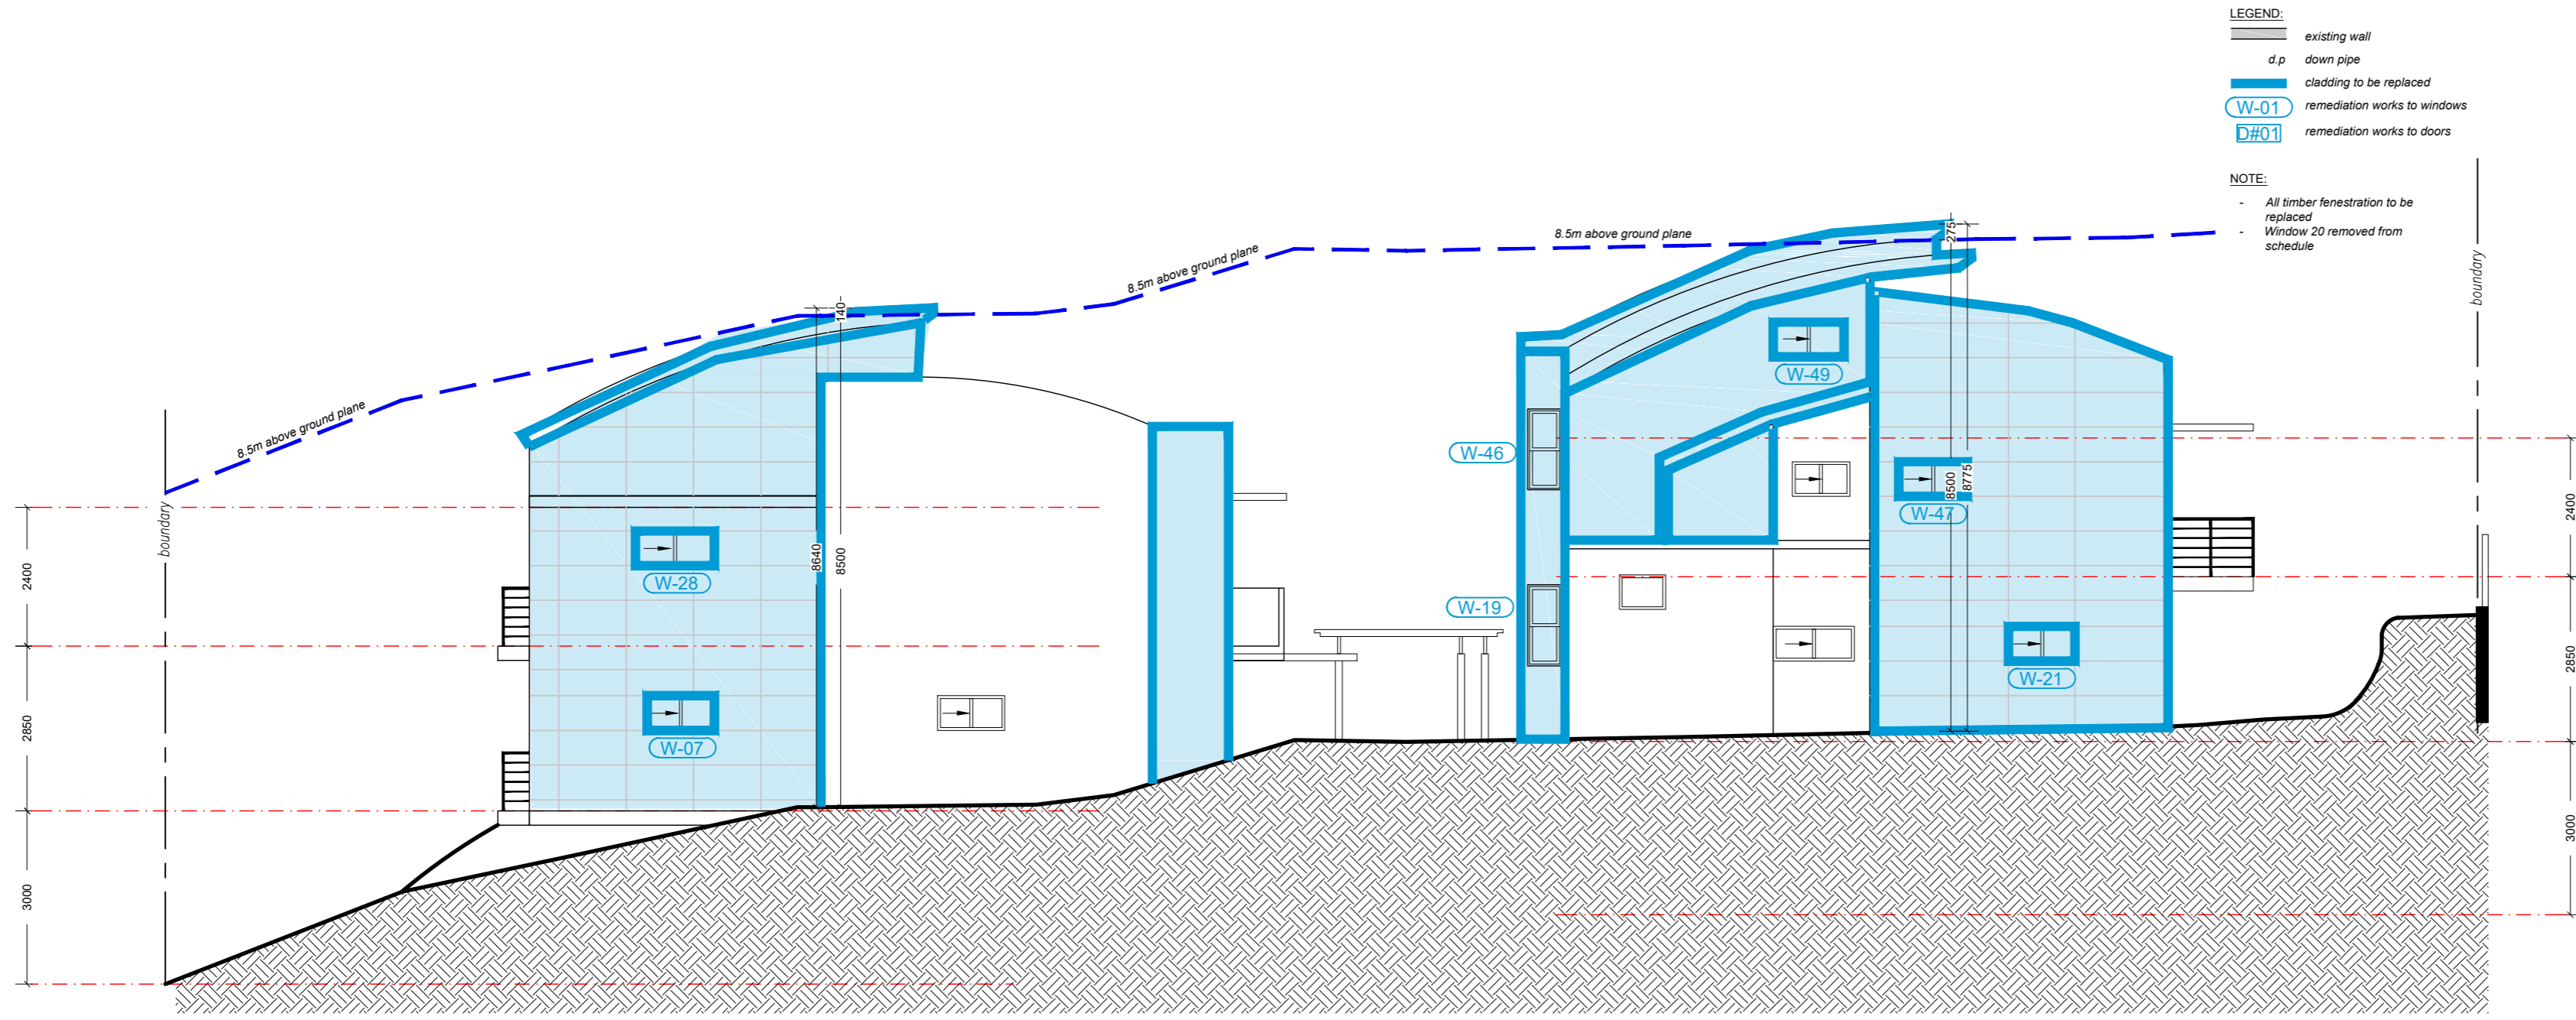 LEGEND:
existing wall
d.p down pipe
cladding to be replaced
W-01 remediation works to windows
D#01 remediation works to doors
NOTE:
- All timber fenestration to be
replaced
- Window 20 removed from
schedule
boundary
8.5m above ground plane
8.5m above ground plane
8.5m above ground plane
boundary
275
140
W-49
W-46
W-47
8500
8775
W-28
8640
8500
W-19
W-21
W-07
2400
2850
3000
2400
2850
3000